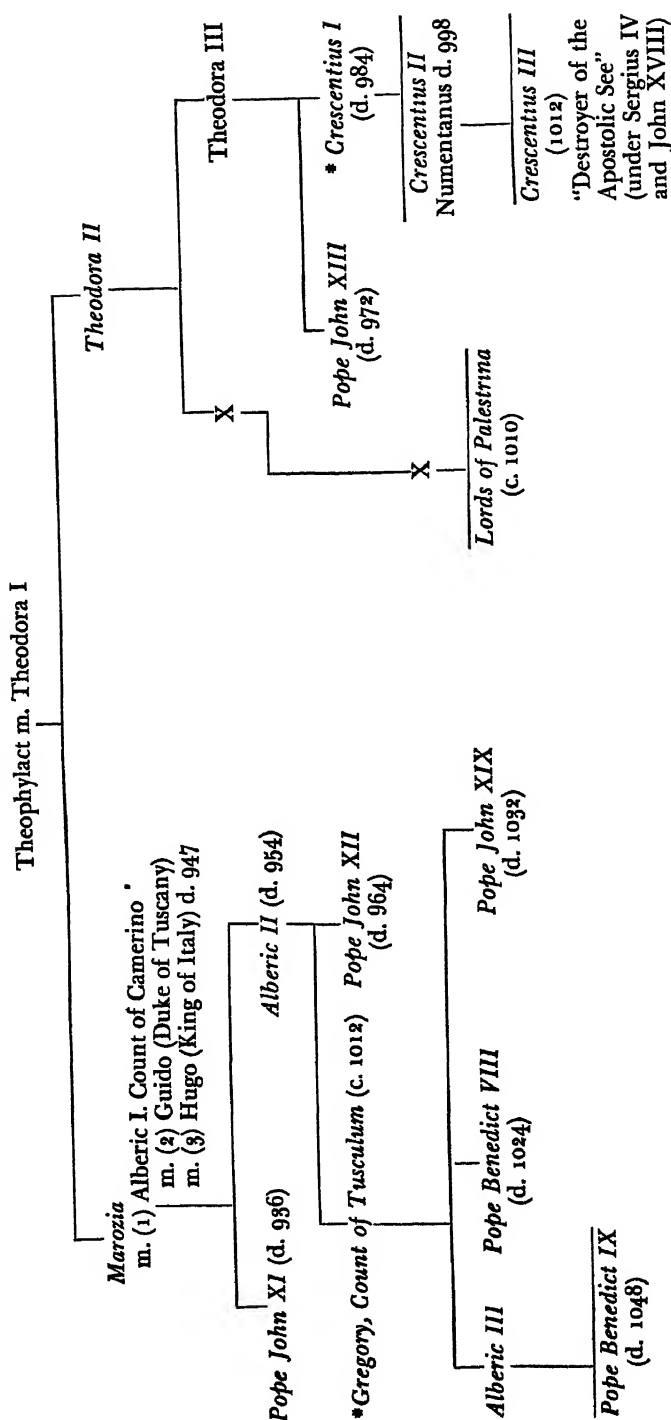 Theophylact m. Theodora I
Marozia
m. (1) Alberic I. Count of Camerino
m. (2) Guido (Duke of Tuscany)
m. (3) Hugo (King of Italy) d. 947
Theodora II
Pope John XI (d. 936)
Alberic II (d. 954)
X
Theodora III
*Gregory, Count of Tusculum (c. 1012)
Pope John XII
(d. 964)
Pope John XIII
(d. 972)
* Crescentius I
(d. 984)
X
Crescentius II
Numentanus d. 998
Alberic III
Pope Benedict VIII
(d. 1024)
Pope John XIX
(d. 1032)
Lords of Palestrina
(c. 1010)
Crescentius III
(1012)
"Destroyer of the
Apostolic See"
(under Sergius IV
and John XVIII)
Pope Benedict IX
(d. 1048)